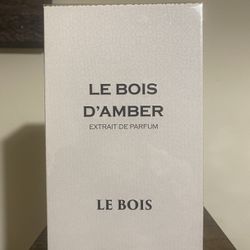 LE BOIS
D'AMBER
EXTRAIT DE PARFUM
LE BOIS